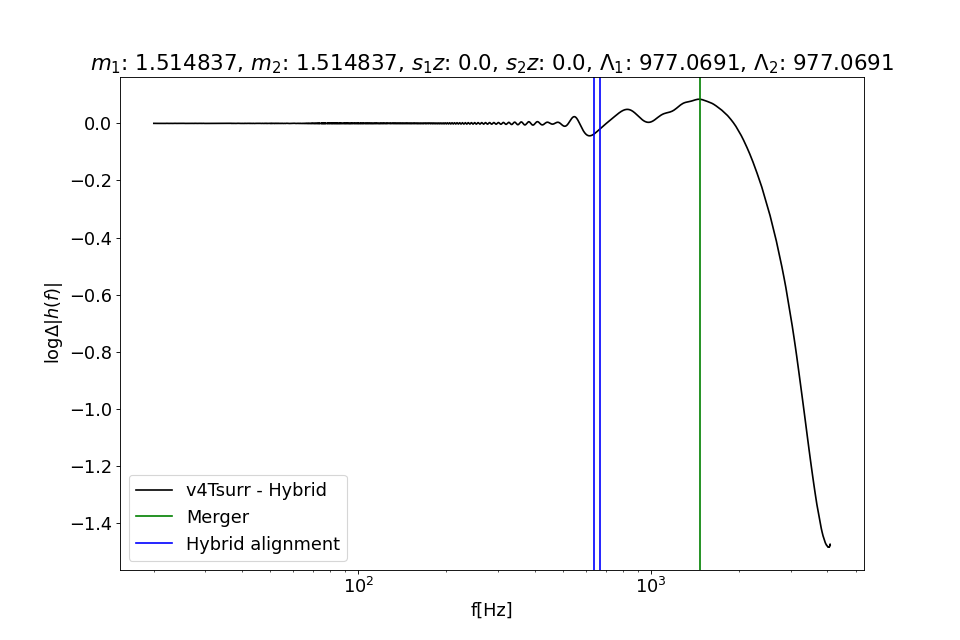 m₁: 1.514837, m₂: 1.514837, s₁z: 0.0, s₂z: 0.0, Λ₁: 977.0691, Λ₂: 977.0691
0.0
−0.2
−0.4
−0.6
−0.8
−1.0
−1.2
−1.4
logΔ|h(f)|
v4Tsurr - Hybrid
Merger
Hybrid alignment
10² 10³
f[Hz]